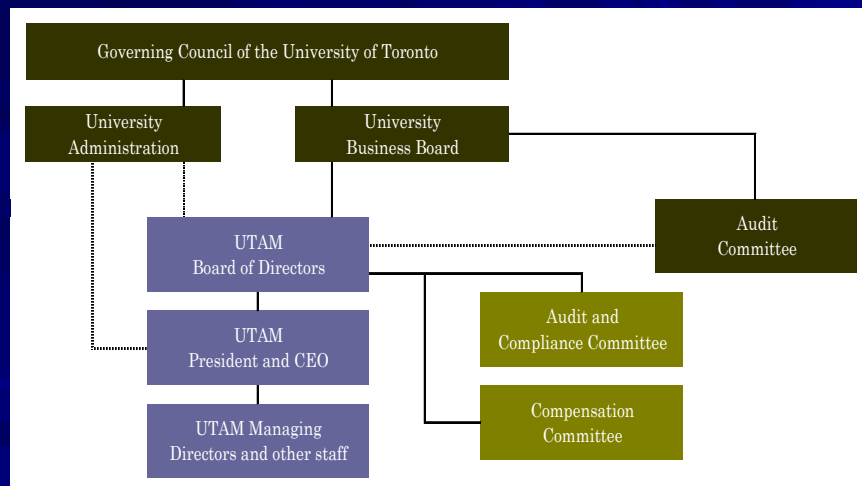 Governing Council of the University of Toronto
University
Administration
University
Business Board
UTAM
Board of Directors
Audit
Committee
UTAM
President and CEO
Audit and
Compliance Committee
UTAM Managing
Directors and other staff
Compensation
Committee